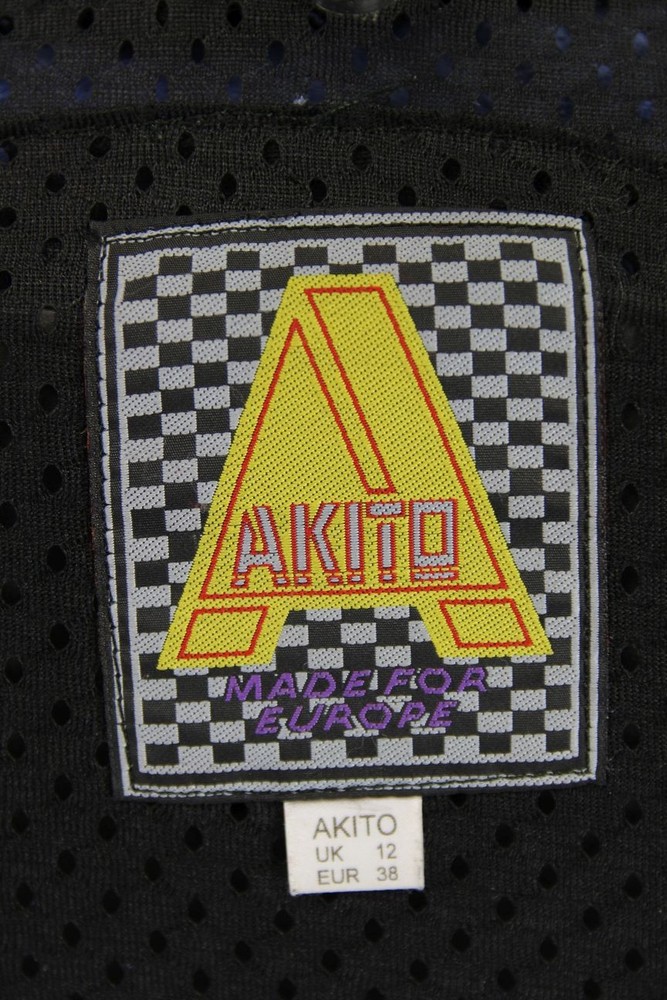 AKITO
MADE FOR
EUROPE
AKITO
UK 12
EUR 38